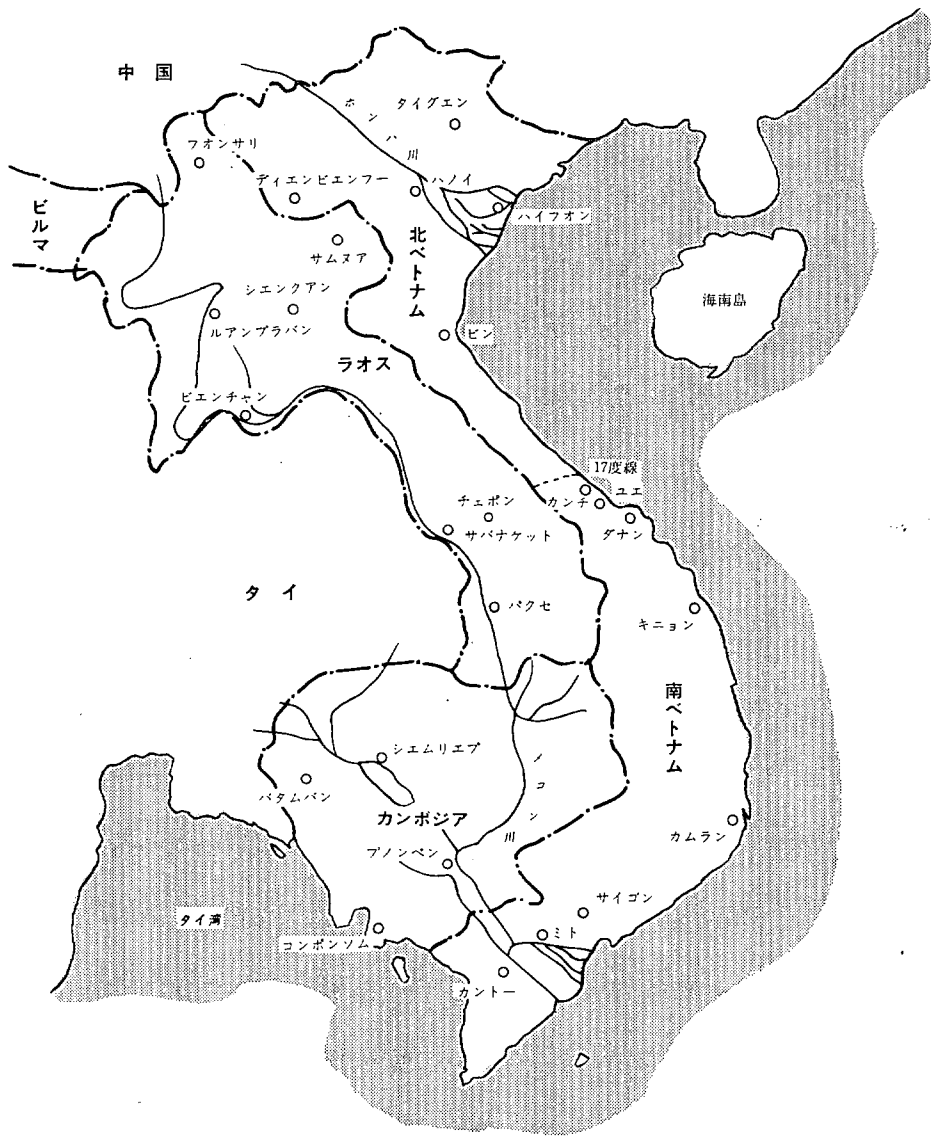 中国
ホンハ川
タイグエン
フオンサリ
ディエンビエンフー
ハノイ
ハイフオン
ビルマ
北ベトナム
サムヌア
シエンクアン
ルアンプラバン
海南島
ビン
ラオス
ビエンチャン
17度線
チェポン
カンチ
ユエ
サバナケット
ダナン
タイ
パクセ
キニョン
南ベトナム
シエムリエプ
メコン川
バタムバン
カンボジア
カムラン
プノンペン
サイゴン
タイ湾
ミト
コンポンソム
カントー